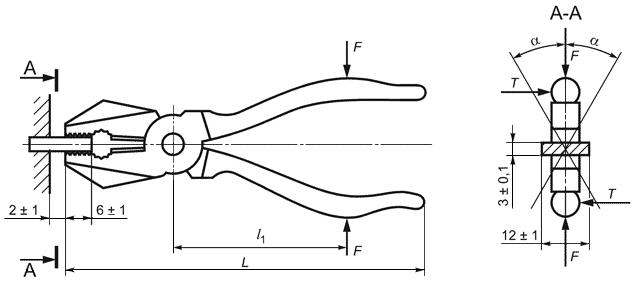 A-A
F
F
α
α
A
T
2 ± 1
6 ± 1
3 ± 0,1
T
l1
F
12 ± 1
F
A
L